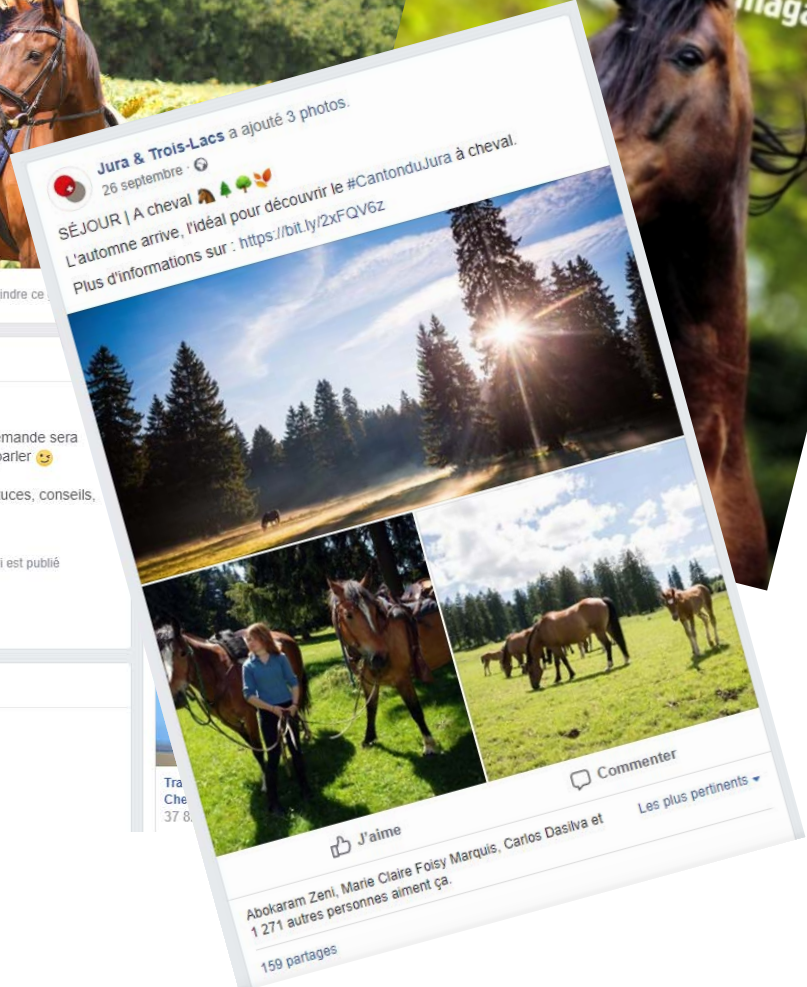 maga
Jura & Trois-Lacs a ajouté 3 photos.
26 septembre ·
SÉJOUR | A cheval 🐴🌲🌳🍂
L'automne arrive, l'idéal pour découvrir le #CantonduJura à cheval.
Plus d'informations sur : https://bit.ly/2xFQV6z
indre ce
emande sera
parler 😉
uces, conseils,
i est publié
Tra
Che
37 8
J'aime
Commenter
Les plus pertinents
Abokaram Zeni, Marie Claire Foisy Marquis, Carlos Dasilva et
1 271 autres personnes aiment ça.
159 partages